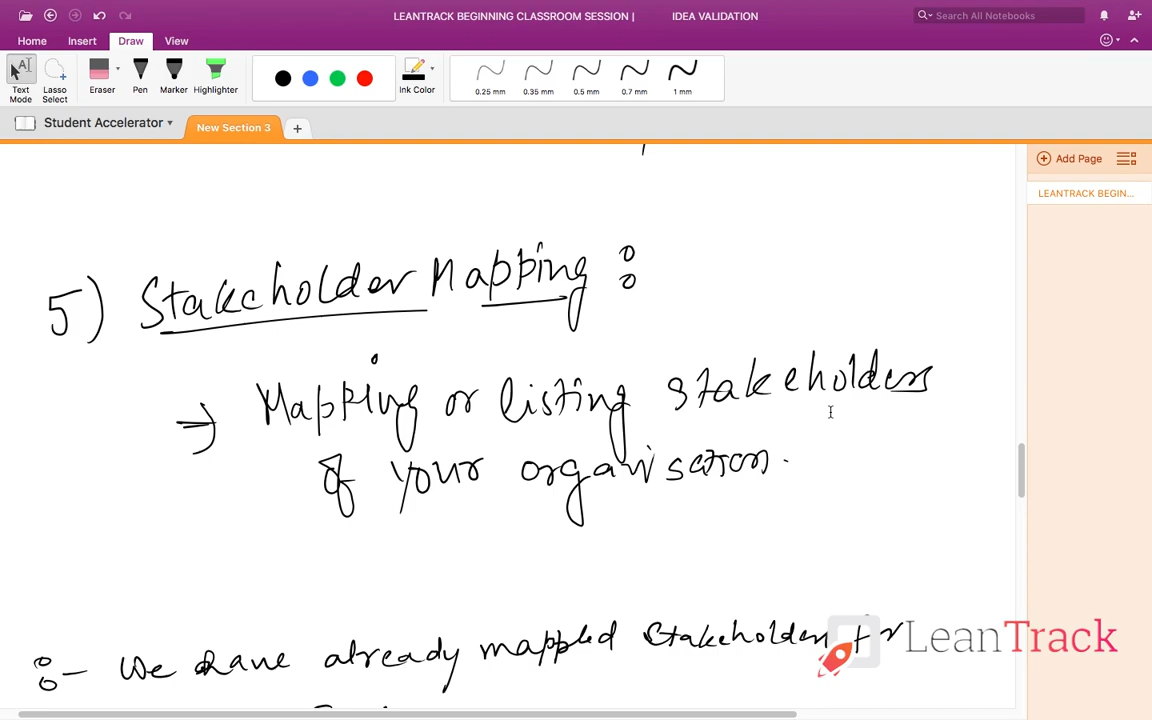 LEANTRACK BEGINNING CLASSROOM SESSION | IDEA VALIDATION
Search All Notebooks
Home Insert Draw View
Text Mode
Lasso Select
Eraser
Pen
Marker
Highlighter
Ink Color
0.25 mm 0.35 mm 0.5 mm 0.7 mm 1 mm
Student Accelerator
New Section 3
+
Add Page
LEANTRACK BEGIN...
5) Stakeholder Mapping :
→ Mapping or listing stakeholders
of your organisation.
:- We have already mappled stakeholder for
LeanTrack